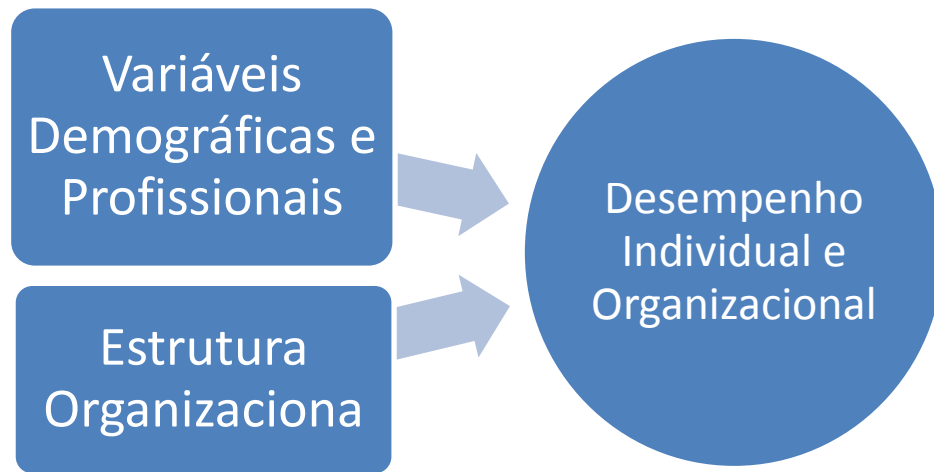 Variáveis
Demográficas e
Profissionais
Estrutura
Organizaciona
Desempenho
Individual e
Organizacional